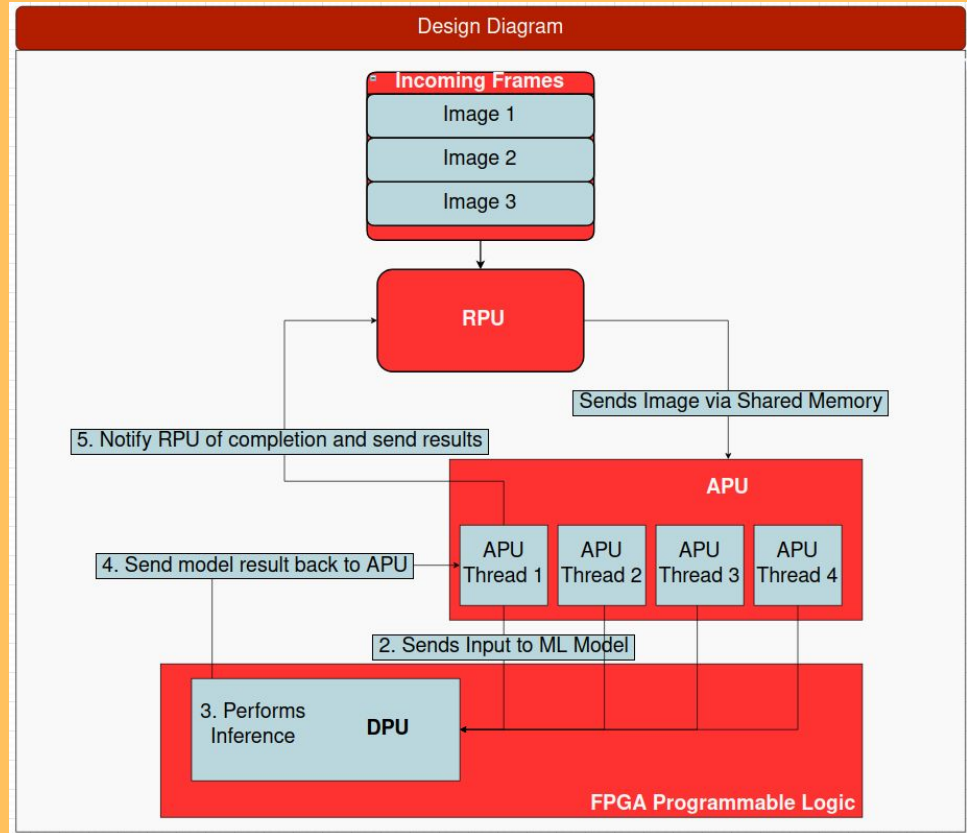 Design Diagram
Incoming Frames
Image 1
Image 2
Image 3
RPU
Sends Image via Shared Memory
5. Notify RPU of completion and send results
APU
APU
Thread 1
APU
Thread 2
APU
Thread 3
APU
Thread 4
4. Send model result back to APU
2. Sends Input to ML Model
3. Performs
Inference
DPU
FPGA Programmable Logic